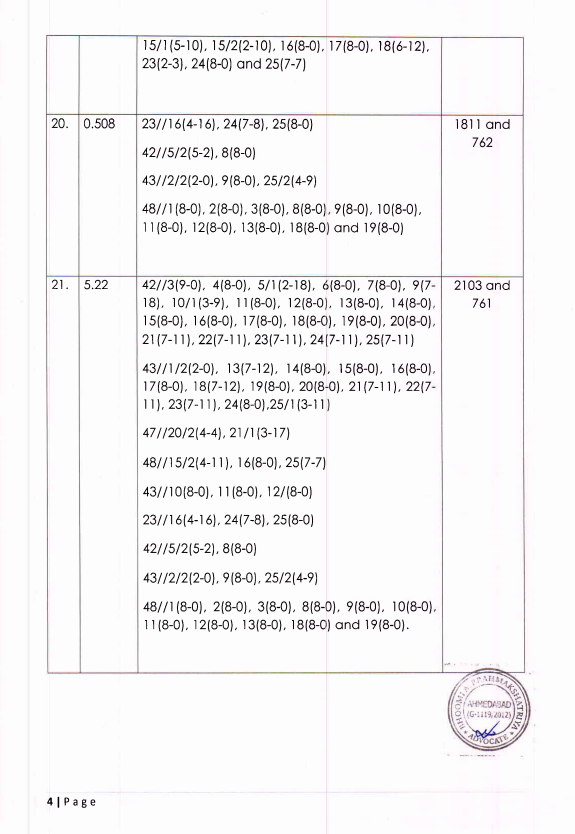 15/1(5-10), 15/2(2-10), 16(8-0), 17(8-0), 18(6-12),
23(2-3), 24(8-0) and 25(7-7)
20. 0.508 23//16(4-16), 24(7-8), 25(8-0) 1811 and
762
42//5/2(5-2), 8(8-0)
43//2/2(2-0), 9(8-0), 25/2(4-9)
48//1(8-0), 2(8-0), 3(8-0), 8(8-0), 9(8-0), 10(8-0),
11(8-0), 12(8-0), 13(8-0), 18(8-0) and 19(8-0)
21. 5.22 42//3(9-0), 4(8-0), 5/1(2-18), 6(8-0), 7(8-0), 9(7- 2103 and
18), 10/1(3-9), 11(8-0), 12(8-0), 13(8-0), 14(8-0), 761
15(8-0), 16(8-0), 17(8-0), 18(8-0), 19(8-0), 20(8-0),
21(7-11), 22(7-11), 23(7-11), 24(7-11), 25(7-11)
43//1/2(2-0), 13(7-12), 14(8-0), 15(8-0), 16(8-0),
17(8-0), 18(7-12), 19(8-0), 20(8-0), 21(7-11), 22(7-
11), 23(7-11), 24(8-0),25/1(3-11)
47//20/2(4-4), 21/1(3-17)
48//15/2(4-11), 16(8-0), 25(7-7)
43//10(8-0), 11(8-0), 12/(8-0)
23//16(4-16), 24(7-8), 25(8-0)
42//5/2(5-2), 8(8-0)
43//2/2(2-0), 9(8-0), 25/2(4-9)
48//1(8-0), 2(8-0), 3(8-0), 8(8-0), 9(8-0), 10(8-0),
11(8-0), 12(8-0), 13(8-0), 18(8-0) and 19(8-0).
AHMEDABAD
(G-1119/2012)
ADVOCATE
4 | P a g e